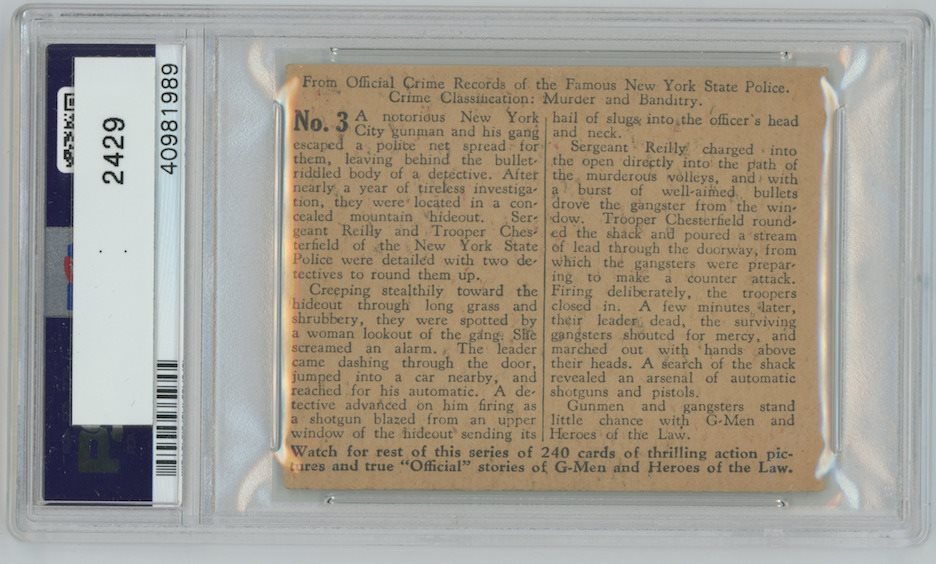 2429
40981989
From Official Crime Records of the Famous New York State Police.
Crime Classification: Murder and Banditry.
No. 3 A notorious New York
City gunman and his gang
escaped a police net spread for
them, leaving behind the bullet-
riddled body of a detective. After
nearly a year of tireless investiga-
tion, they were located in a con-
cealed mountain hideout. Ser-
geant Reilly and Trooper Ches-
terfield of the New York State
Police were detailed with two de-
tectives to round them up.
Creeping stealthily toward the
hideout through long grass and
shrubbery, they were spotted by
a woman lookout of the gang. She
screamed an alarm. The leader
came dashing through the door,
jumped into a car nearby, and
reached for his automatic. A de-
tective advanced on him firing as
a shotgun blazed from an upper
window of the hideout sending its
hail of slugs into the officer's head
and neck.
Sergeant Reilly charged into
the open directly into the path of
the murderous volleys, and with
a burst of well-aimed bullets
drove the gangster from the win-
dow. Trooper Chesterfield round-
ed the shack and poured a stream
of lead through the doorway, from
which the gangsters were prepar-
ing to make a counter attack.
Firing deliberately, the troopers
closed in. A few minutes later,
their leader dead, the surviving
gangsters shouted for mercy, and
marched out with hands above
their heads. A search of the shack
revealed an arsenal of automatic
shotguns and pistols.
Gunmen and gangsters stand
little chance with G-Men and
Heroes of the Law.
Watch for rest of this series of 240 cards of thrilling action pic-
tures and true "Official" stories of G-Men and Heroes of the Law.